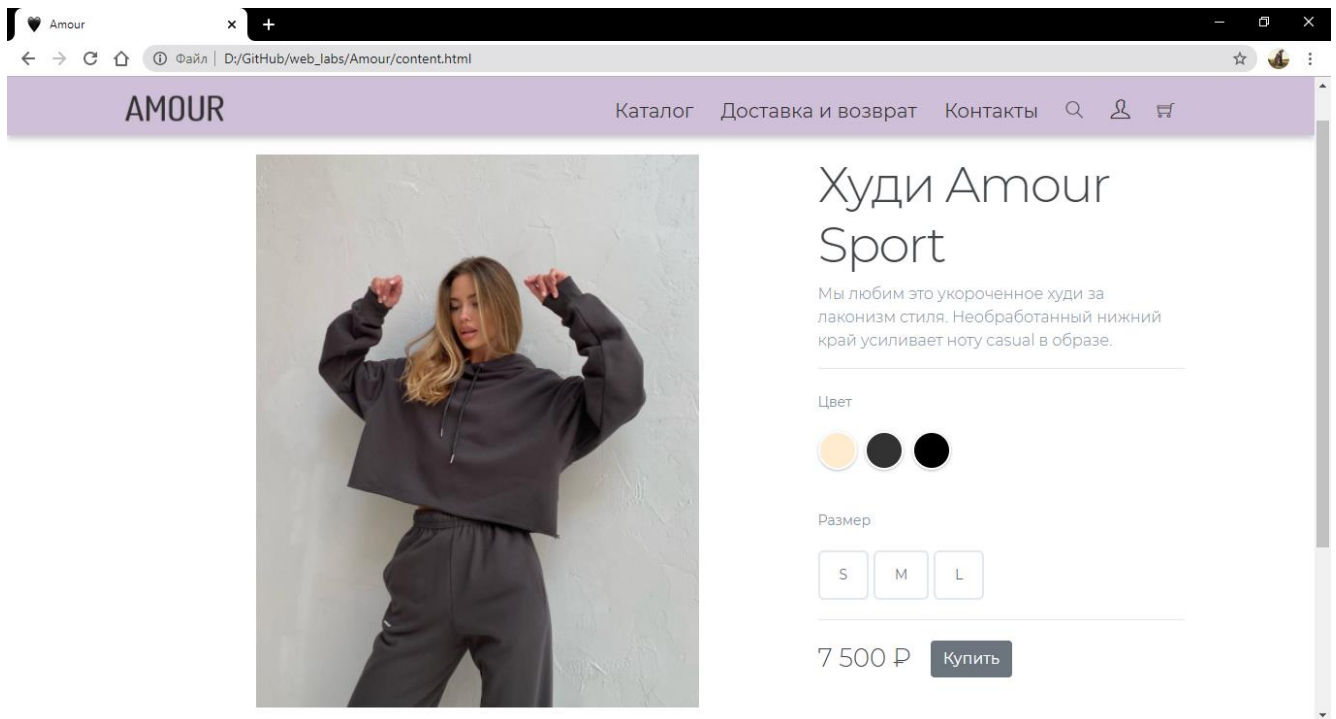 Amour
Файл | D:/GitHub/web_labs/Amour/content.html
AMOUR
Каталог Доставка и возврат Контакты
Худи Amour
Sport
Мы любим это укороченное худи за
лаконизм стиля. Необработанный нижний
край усиливает ноту casual в образе.
Цвет
Размер
S M L
7 500 ₽ Купить